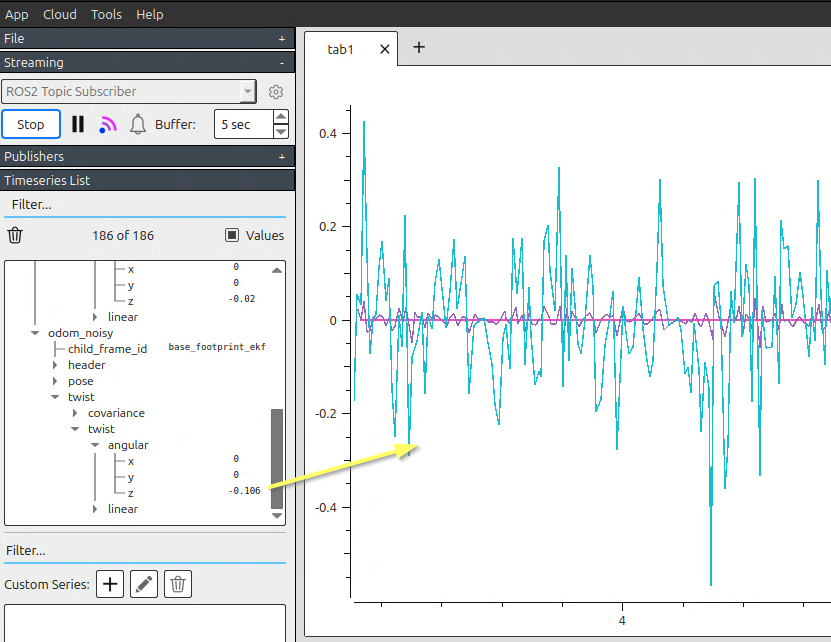 App Cloud Tools Help
File +
Streaming -
ROS2 Topic Subscriber
Stop Buffer: 5 sec
Publishers +
Timeseries List
Filter...
186 of 186 Values
x 0
y 0
z -0.02
linear
odom_noisy
child_frame_id base_footprint_ekf
header
pose
twist
covariance
twist
angular
x 0
y 0
z -0.106
linear
Filter...
Custom Series:
tab1 × +
0.4
0.2
0
-0.2
-0.4
4